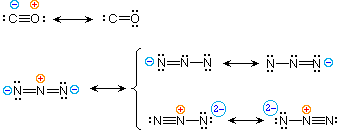 ⊖ ⊕
:C≡O: ⟷ :C=O:
⊖N=N–N: ⟷ :N–N=N⊖
⊕
⊖N=N=N⊖ ⟷ {
⊕ 2− 2− ⊕
:N≡N–N: ⟷ :N–N≡N: